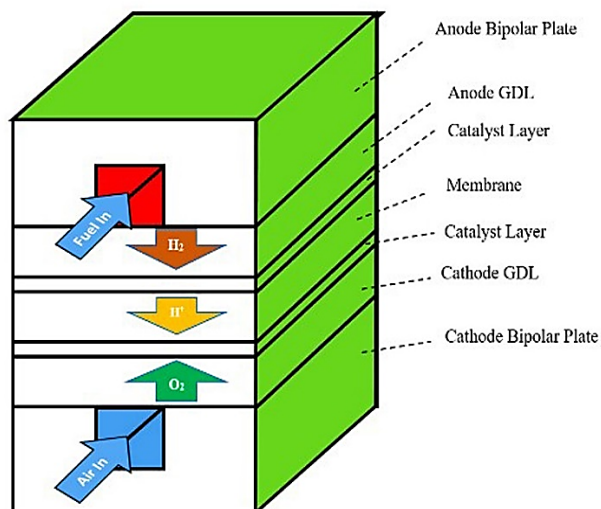 Anode Bipolar Plate
Anode GDL
Catalyst Layer
Membrane
Catalyst Layer
Cathode GDL
Cathode Bipolar Plate
Fuel In
H₂
H⁺
O₂
Air In